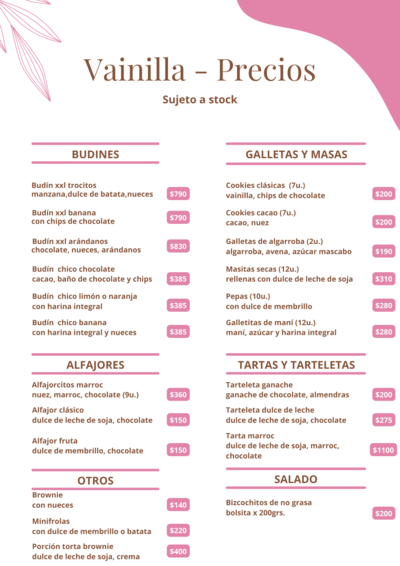 Vainilla - Precios
Sujeto a stock
BUDINES
Budín xxl trocitos
manzana,dulce de batata,nueces $790
Budín xxl banana
con chips de chocolate $790
Budín xxl arándanos
chocolate, nueces, arándanos $830
Budín chico chocolate
cacao, baño de chocolate y chips $385
Budín chico limón o naranja
con harina integral $385
Budín chico banana
con harina integral y nueces $385
ALFAJORES
Alfajorcitos marroc
nuez, marroc, chocolate (9u.) $360
Alfajor clásico
dulce de leche de soja, chocolate $150
Alfajor fruta
dulce de membrillo, chocolate $150
OTROS
Brownie
con nueces $140
Minifrolas
con dulce de membrillo o batata $220
Porción torta brownie
dulce de leche de soja, crema $400
GALLETAS Y MASAS
Cookies clásicas (7u.)
vainilla, chips de chocolate $200
Cookies cacao (7u.)
cacao, nuez $200
Galletas de algarroba (2u.)
algarroba, avena, azúcar mascabo $190
Masitas secas (12u.)
rellenas con dulce de leche de soja $310
Pepas (10u.)
con dulce de membrillo $280
Galletitas de maní (12u.)
maní, azúcar y harina integral $280
TARTAS Y TARTELETAS
Tarteleta ganache
ganache de chocolate, almendras $200
Tarteleta dulce de leche
dulce de leche de soja, chocolate $275
Tarta marroc
dulce de leche de soja, marroc, $1100
chocolate
SALADO
Bizcochitos de no grasa
bolsita x 200grs. $200